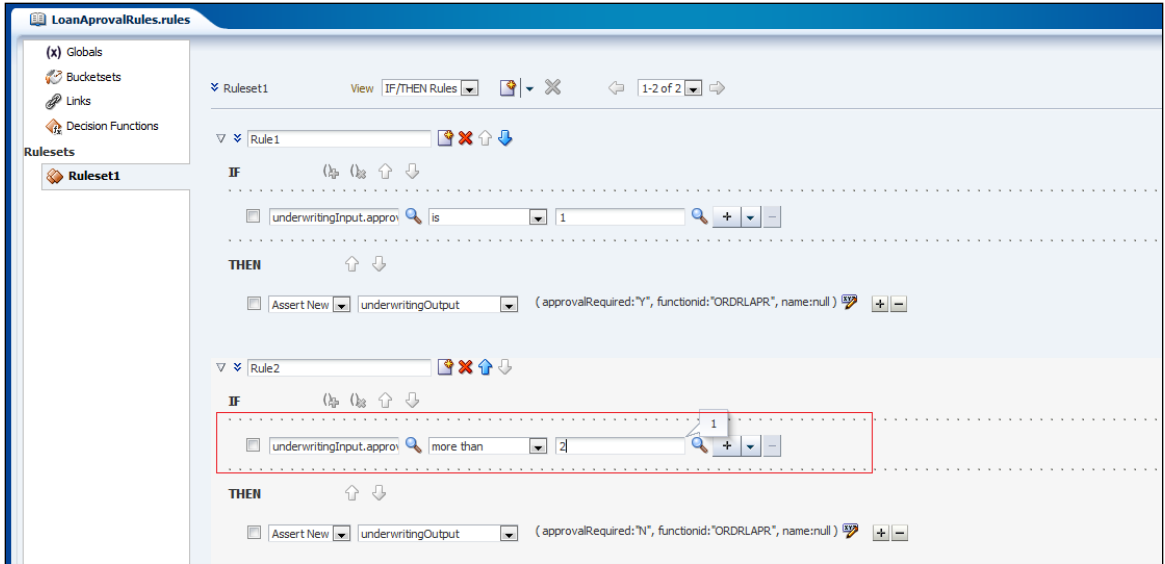 LoanAprovalRules.rules
(x) Globals
Bucketsets
Links
Decision Functions
Rulesets
Ruleset1
Ruleset1 View IF/THEN Rules 1-2 of 2
Rule1
IF
underwritingInput.approv is 1
THEN
Assert New underwritingOutput ( approvalRequired:"Y", functionid:"ORDRLAPR", name:null )
Rule2
IF
1
underwritingInput.approv more than 2
THEN
Assert New underwritingOutput ( approvalRequired:"N", functionid:"ORDRLAPR", name:null )